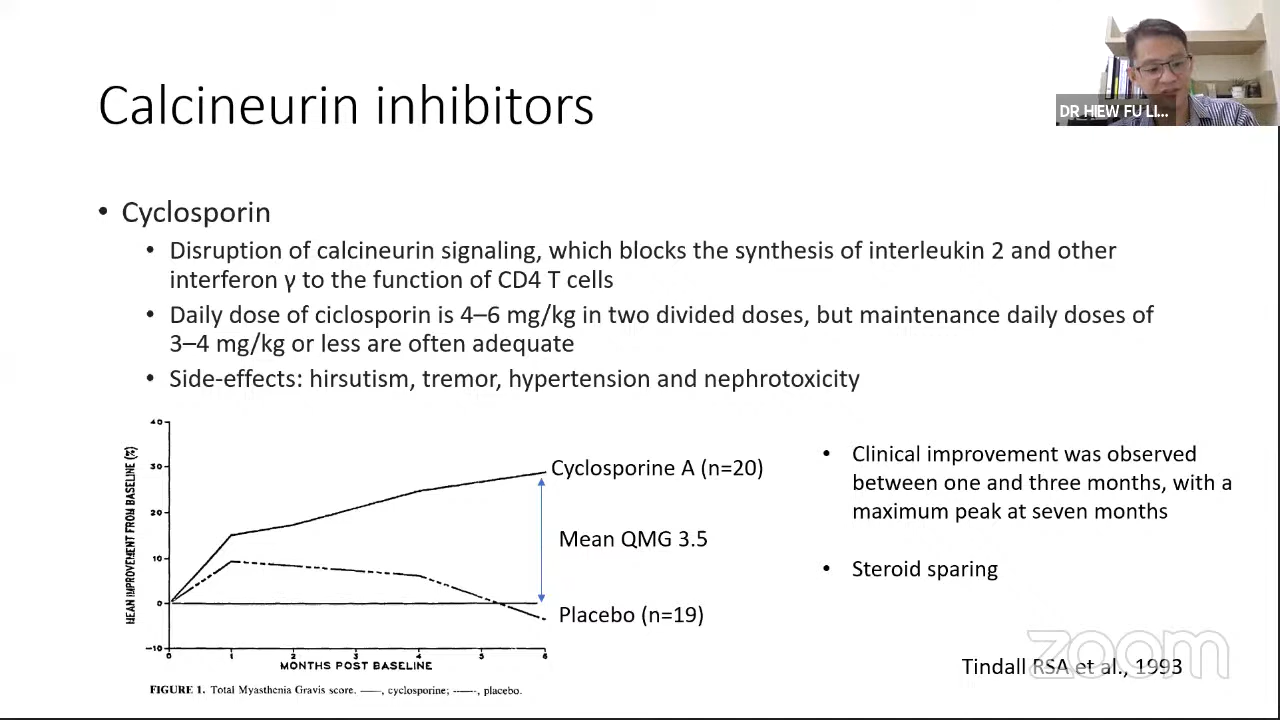 Calcineurin inhibitors
DR HIEW FU LI...
• Cyclosporin
• Disruption of calcineurin signaling, which blocks the synthesis of interleukin 2 and other
interferon γ to the function of CD4 T cells
• Daily dose of ciclosporin is 4–6 mg/kg in two divided doses, but maintenance daily doses of
3–4 mg/kg or less are often adequate
• Side-effects: hirsutism, tremor, hypertension and nephrotoxicity
MEAN IMPROVEMENT FROM BASELINE (%)
40
30
20
10
0
-10
0 1 2 3 4 5 6
MONTHS POST BASELINE
Cyclosporine A (n=20)
Mean QMG 3.5
Placebo (n=19)
FIGURE 1. Total Myasthenia Gravis score. ——, cyclosporine; —---, placebo.
• Clinical improvement was observed
between one and three months, with a
maximum peak at seven months
• Steroid sparing
zoom
Tindall RSA et al., 1993